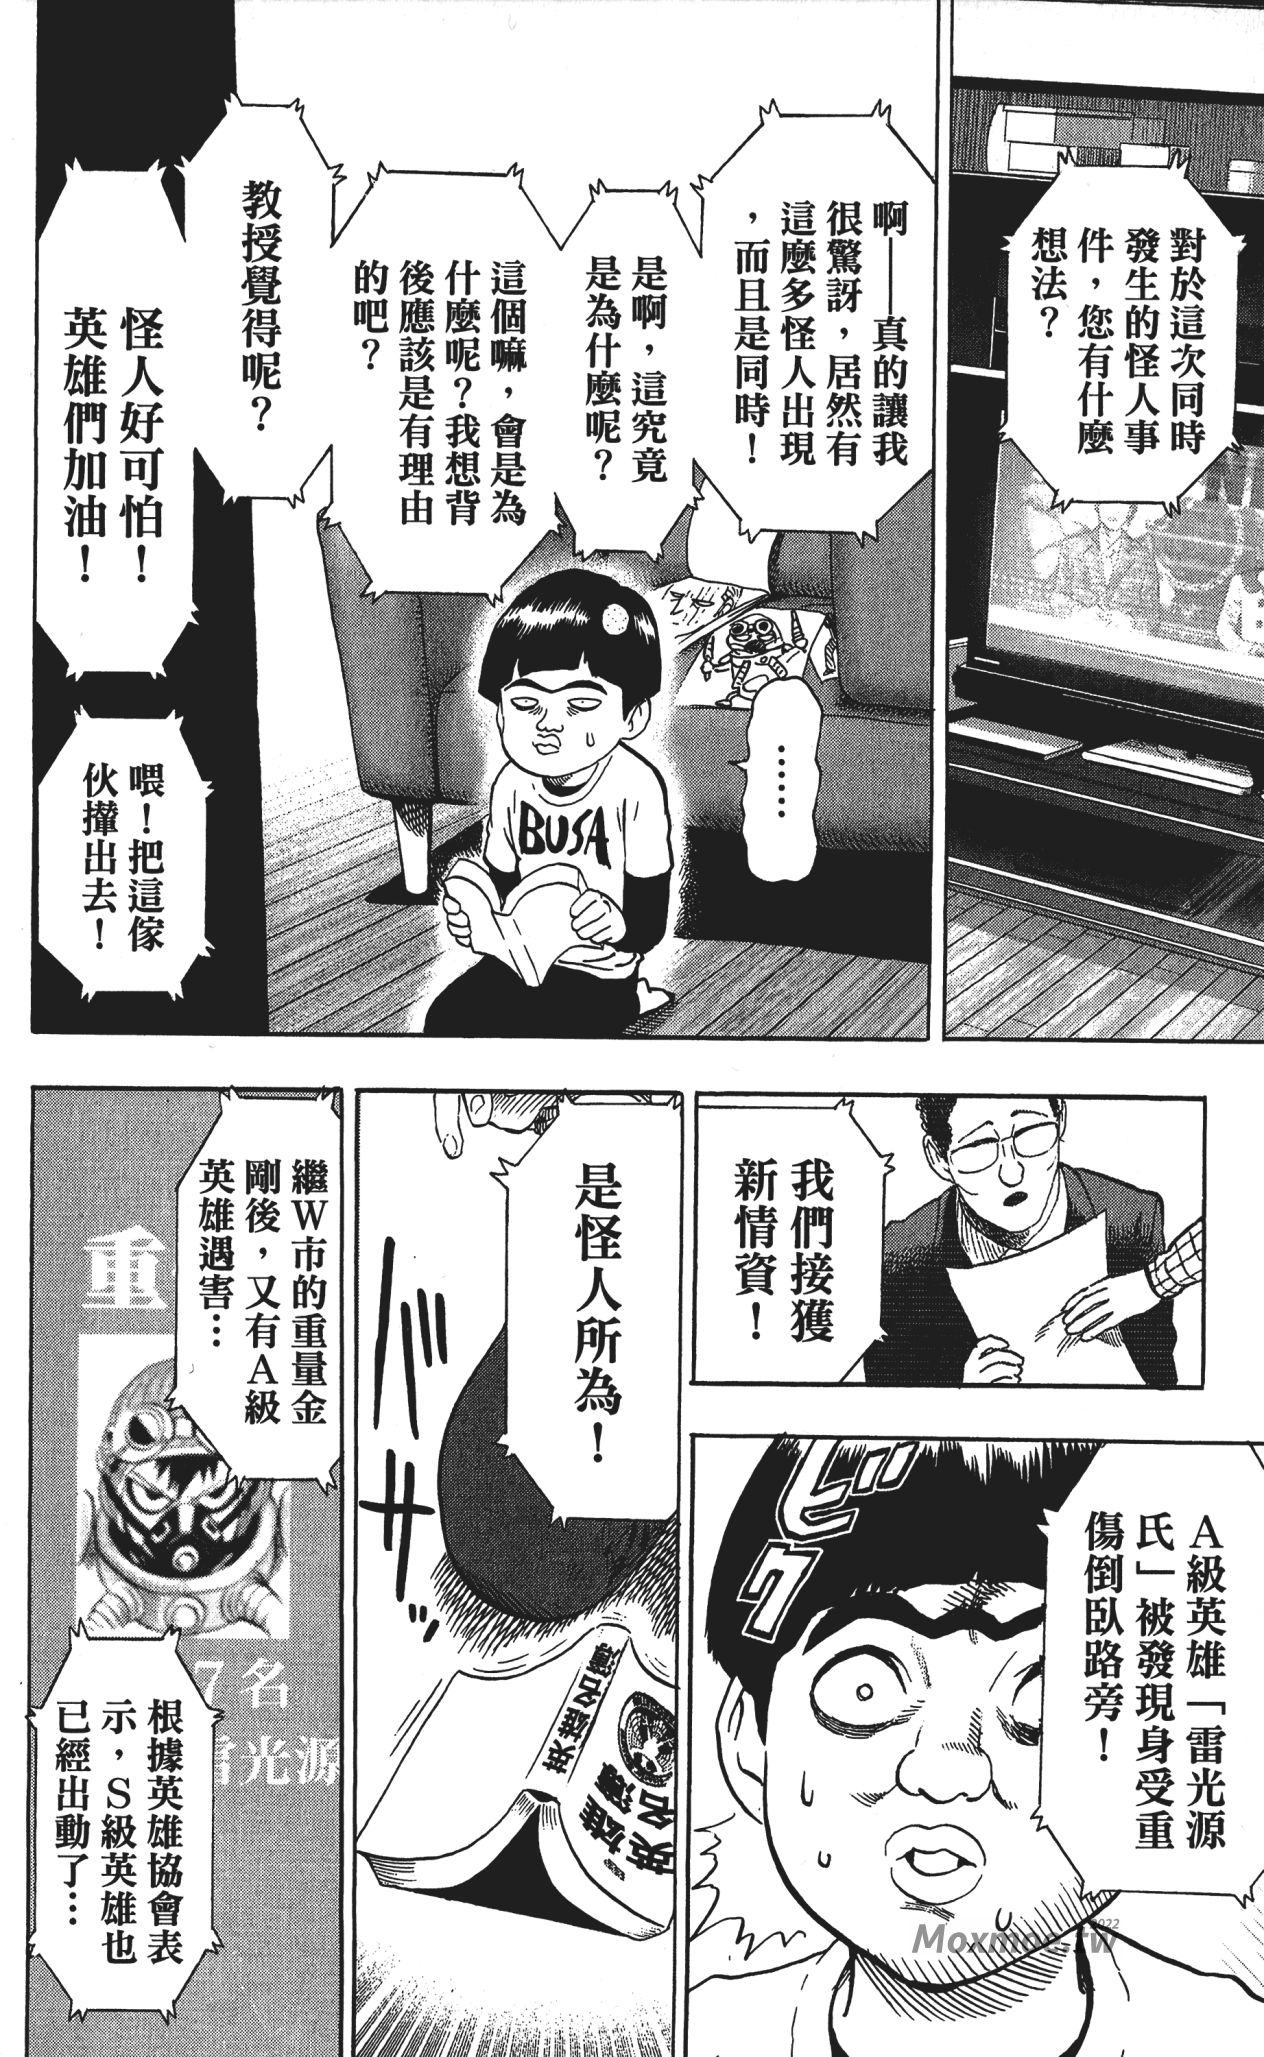 對於這次同時
發生的怪人事
件，您有什麼
想法？
啊——真的讓我
很驚訝，居然有
這麼多怪人出現
，而且是同時！
是啊，這究竟
是為什麼呢？
這個嘛，會是為
什麼呢？我想背
後應該是有理由
的吧？
教授覺得呢？
怪人好可怕！
英雄們加油！
喂！把這傢
伙攆出去！
……
BUSA
我們接獲
新情資！
A級英雄「雷光源
氏」被發現身受重
傷倒臥路旁！
ビクッ
是怪人所為！
バサッ
英雄
名簿
繼W市的重量金
剛後，又有A級
英雄遇害…
重
7名
雷光源
根據英雄協會表
示，S級英雄也
已經出動了…
Moxmoe.tw
2022